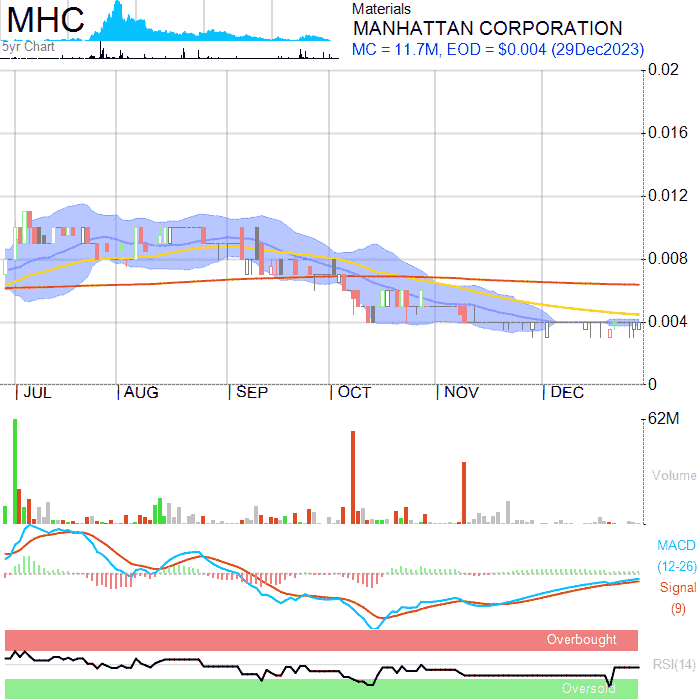 MHC
5yr Chart
Materials
MANHATTAN CORPORATION
MC = 11.7M, EOD = $0.004 (29Dec2023)
0.02
0.016
0.012
0.008
0.004
0
JUL AUG SEP OCT NOV DEC
62M
Volume
MACD
(12-26)
Signal
(9)
Overbought
RSI(14)
Oversold